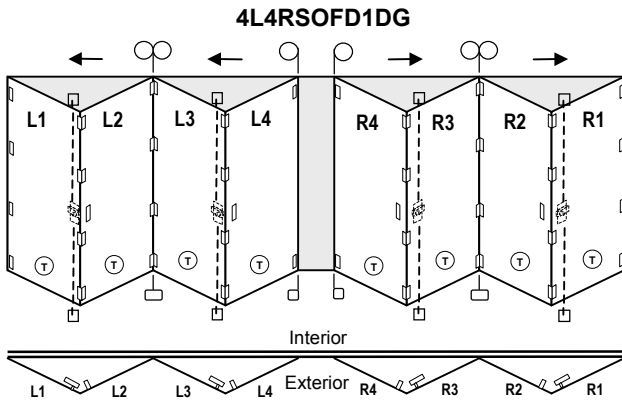 4L4RSOFD1DG
L1 L2 L3 L4 R4 R3 R2 R1
T T T T T T T T
Interior
Exterior
L1 L2 L3 L4 R4 R3 R2 R1